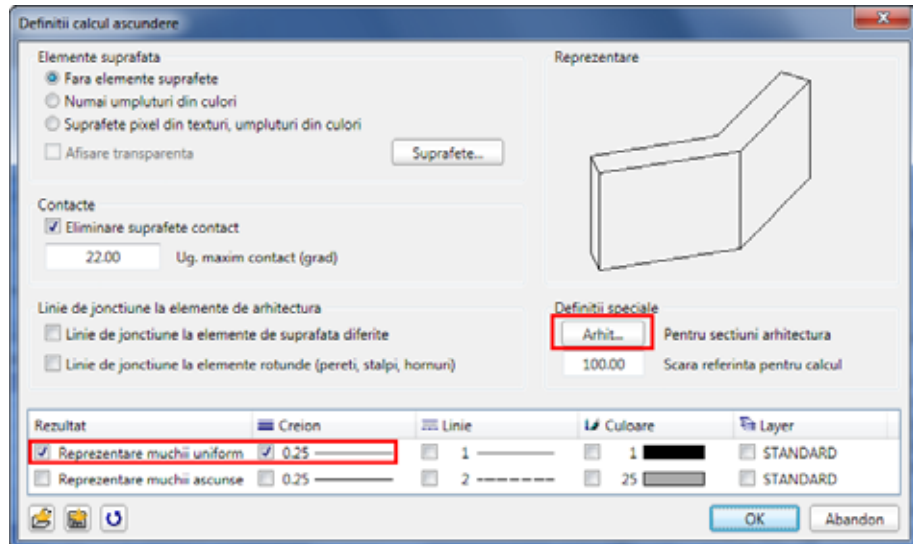 Definitii calcul ascundere
Elemente suprafata
Fara elemente suprafete
Numai umpluturi din culori
Suprafete pixel din texturi, umpluturi din culori
Afisare transparenta
Suprafete...
Reprezentare
Contacte
Eliminare suprafete contact
22.00 Ug. maxim contact (grad)
Linie de jonctiune la elemente de arhitectura
Linie de jonctiune la elemente de suprafata diferite
Linie de jonctiune la elemente rotunde (pereti, stalpi, hornuri)
Definitii speciale
Arhit... Pentru sectiuni arhitectura
100.00 Scara referinta pentru calcul
Rezultat Creion Linie Culoare Layer
Reprezentare muchii uniform 0.25 1 1 STANDARD
Reprezentare muchii ascunse 0.25 2 25 STANDARD
OK Abandon